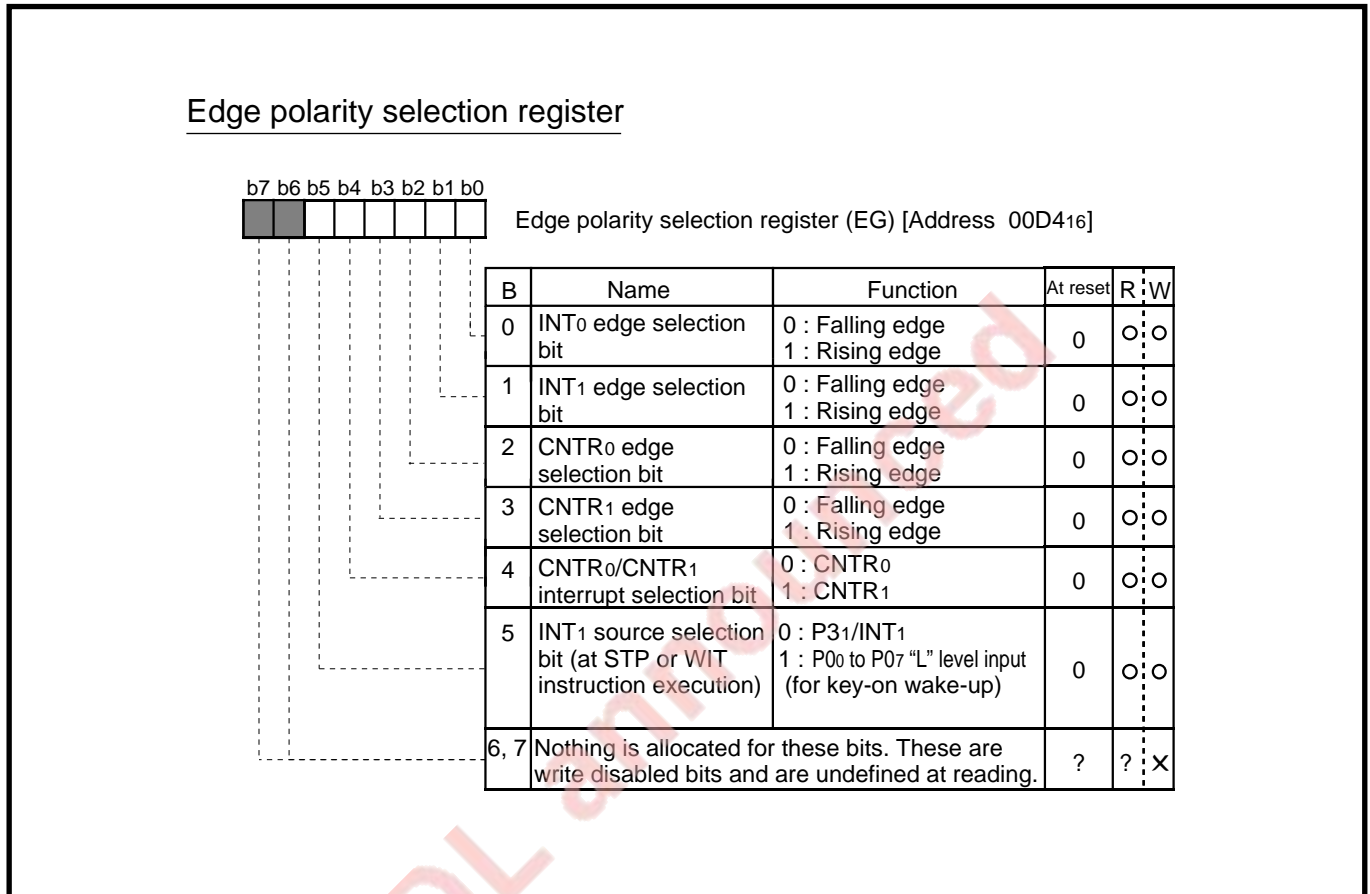 Edge polarity selection register
b7 b6 b5 b4 b3 b2 b1 b0
Edge polarity selection register (EG) [Address 00D416]
B Name Function At reset R W
0 INT0 edge selection bit 0 : Falling edge 1 : Rising edge 0 O O
1 INT1 edge selection bit 0 : Falling edge 1 : Rising edge 0 O O
2 CNTR0 edge selection bit 0 : Falling edge 1 : Rising edge 0 O O
3 CNTR1 edge selection bit 0 : Falling edge 1 : Rising edge 0 O O
4 CNTR0/CNTR1 interrupt selection bit 0 : CNTR0 1 : CNTR1 0 O O
5 INT1 source selection bit (at STP or WIT instruction execution) 0 : P31/INT1 1 : P00 to P07 “L” level input (for key-on wake-up) 0 O O
6, 7 Nothing is allocated for these bits. These are write disabled bits and are undefined at reading. ? ? X
announced